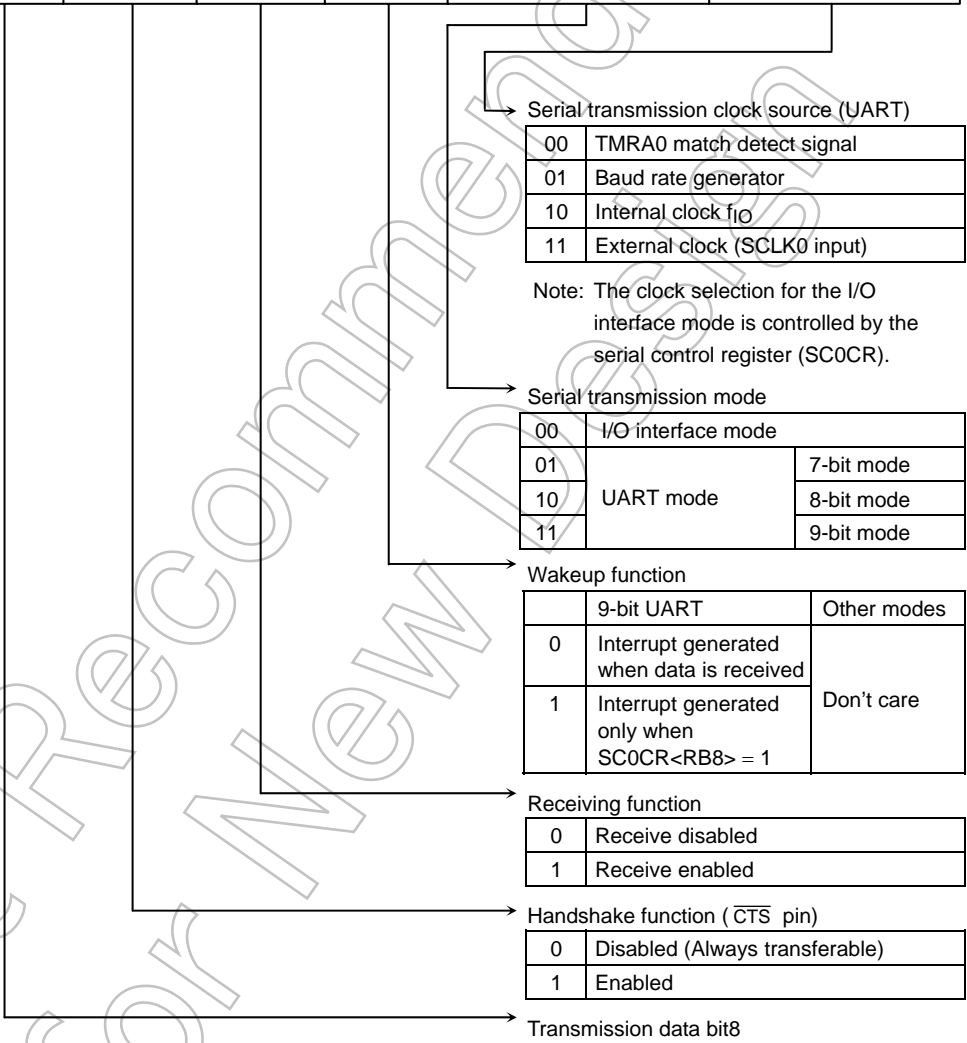 Serial transmission clock source (UART)
00 TMRA0 match detect signal
01 Baud rate generator
10 Internal clock fIO
11 External clock (SCLK0 input)
Note: The clock selection for the I/O
interface mode is controlled by the
serial control register (SC0CR).
Serial transmission mode
00 I/O interface mode
01 7-bit mode
10 UART mode 8-bit mode
11 9-bit mode
Wakeup function
9-bit UART Other modes
0 Interrupt generated
when data is received
Don't care
1 Interrupt generated
only when
SC0CR<RB8> = 1
Receiving function
0 Receive disabled
1 Receive enabled
Handshake function ( CTS pin)
0 Disabled (Always transferable)
1 Enabled
Transmission data bit8
Recommend
for New Design